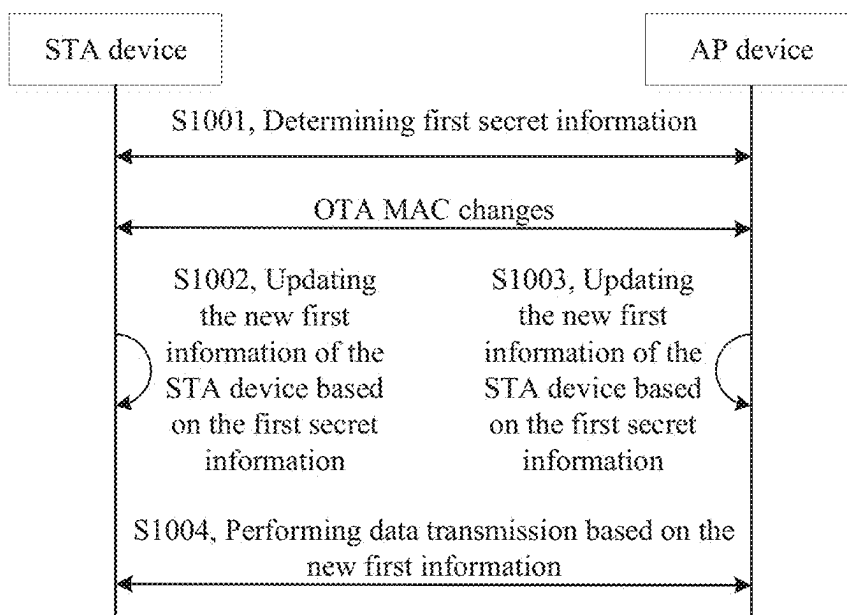 STA device
AP device
S1001, Determining first secret information
OTA MAC changes
S1002, Updating
the new first
information of the
STA device based
on the first secret
information
S1003, Updating
the new first
information of the
STA device based
on the first secret
information
S1004, Performing data transmission based on the
new first information